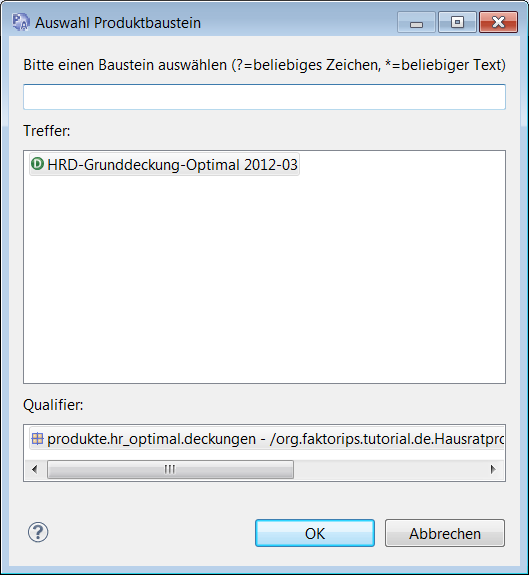 Auswahl Produktbaustein
Bitte einen Baustein auswählen (?=beliebiges Zeichen, *=beliebiger Text)
Treffer:
D HRD-Grunddeckung-Optimal 2012-03
Qualifier:
produkte.hr_optimal.deckungen - /org.faktorips.tutorial.de.Hausratpro
?
OK
Abbrechen